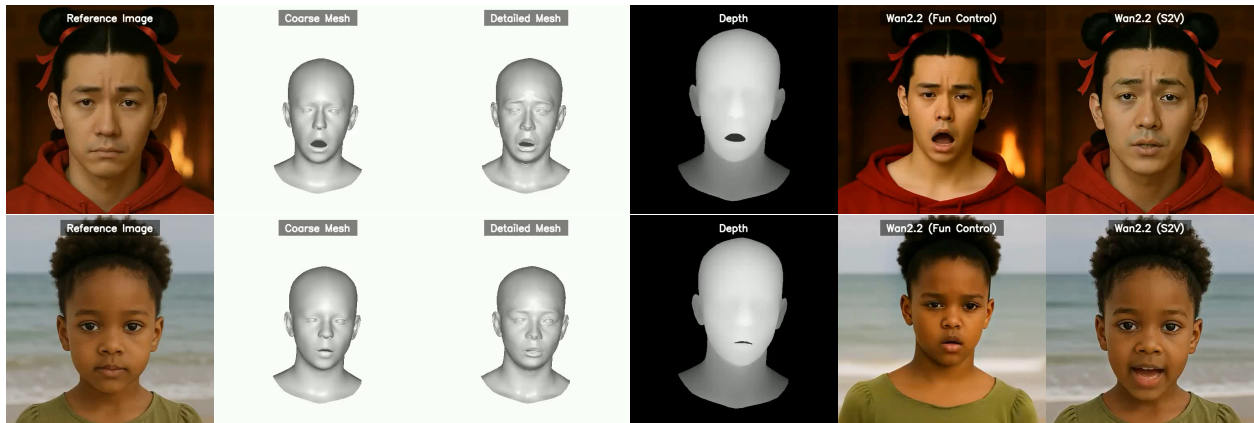 Reference Image
Coarse Mesh
Detailed Mesh
Depth
Wan2.2 (Fun Control)
Wan2.2 (S2V)
Reference Image
Coarse Mesh
Detailed Mesh
Depth
Wan2.2 (Fun Control)
Wan2.2 (S2V)